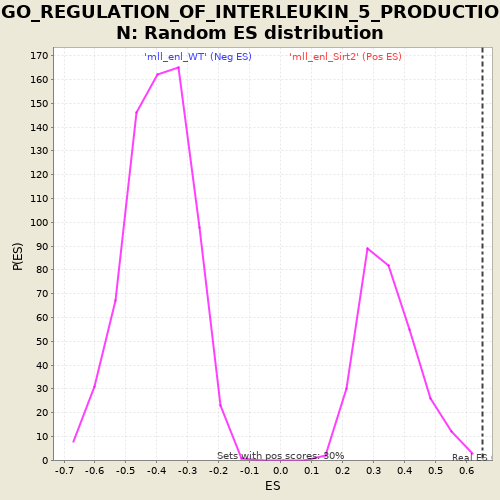 GO_REGULATION_OF_INTERLEUKIN_5_PRODUCTIO
N: Random ES distribution
'mll_enl_WT' (Neg ES)
'mll_enl_Sirt2' (Pos ES)
170
160
150
140
130
120
110
100
90
80
70
60
50
40
30
20
10
0
P(ES)
Sets with pos scores: 30%
Real ES
-0.7 -0.6 -0.5 -0.4 -0.3 -0.2 -0.1 0.0 0.1 0.2 0.3 0.4 0.5 0.6
ES